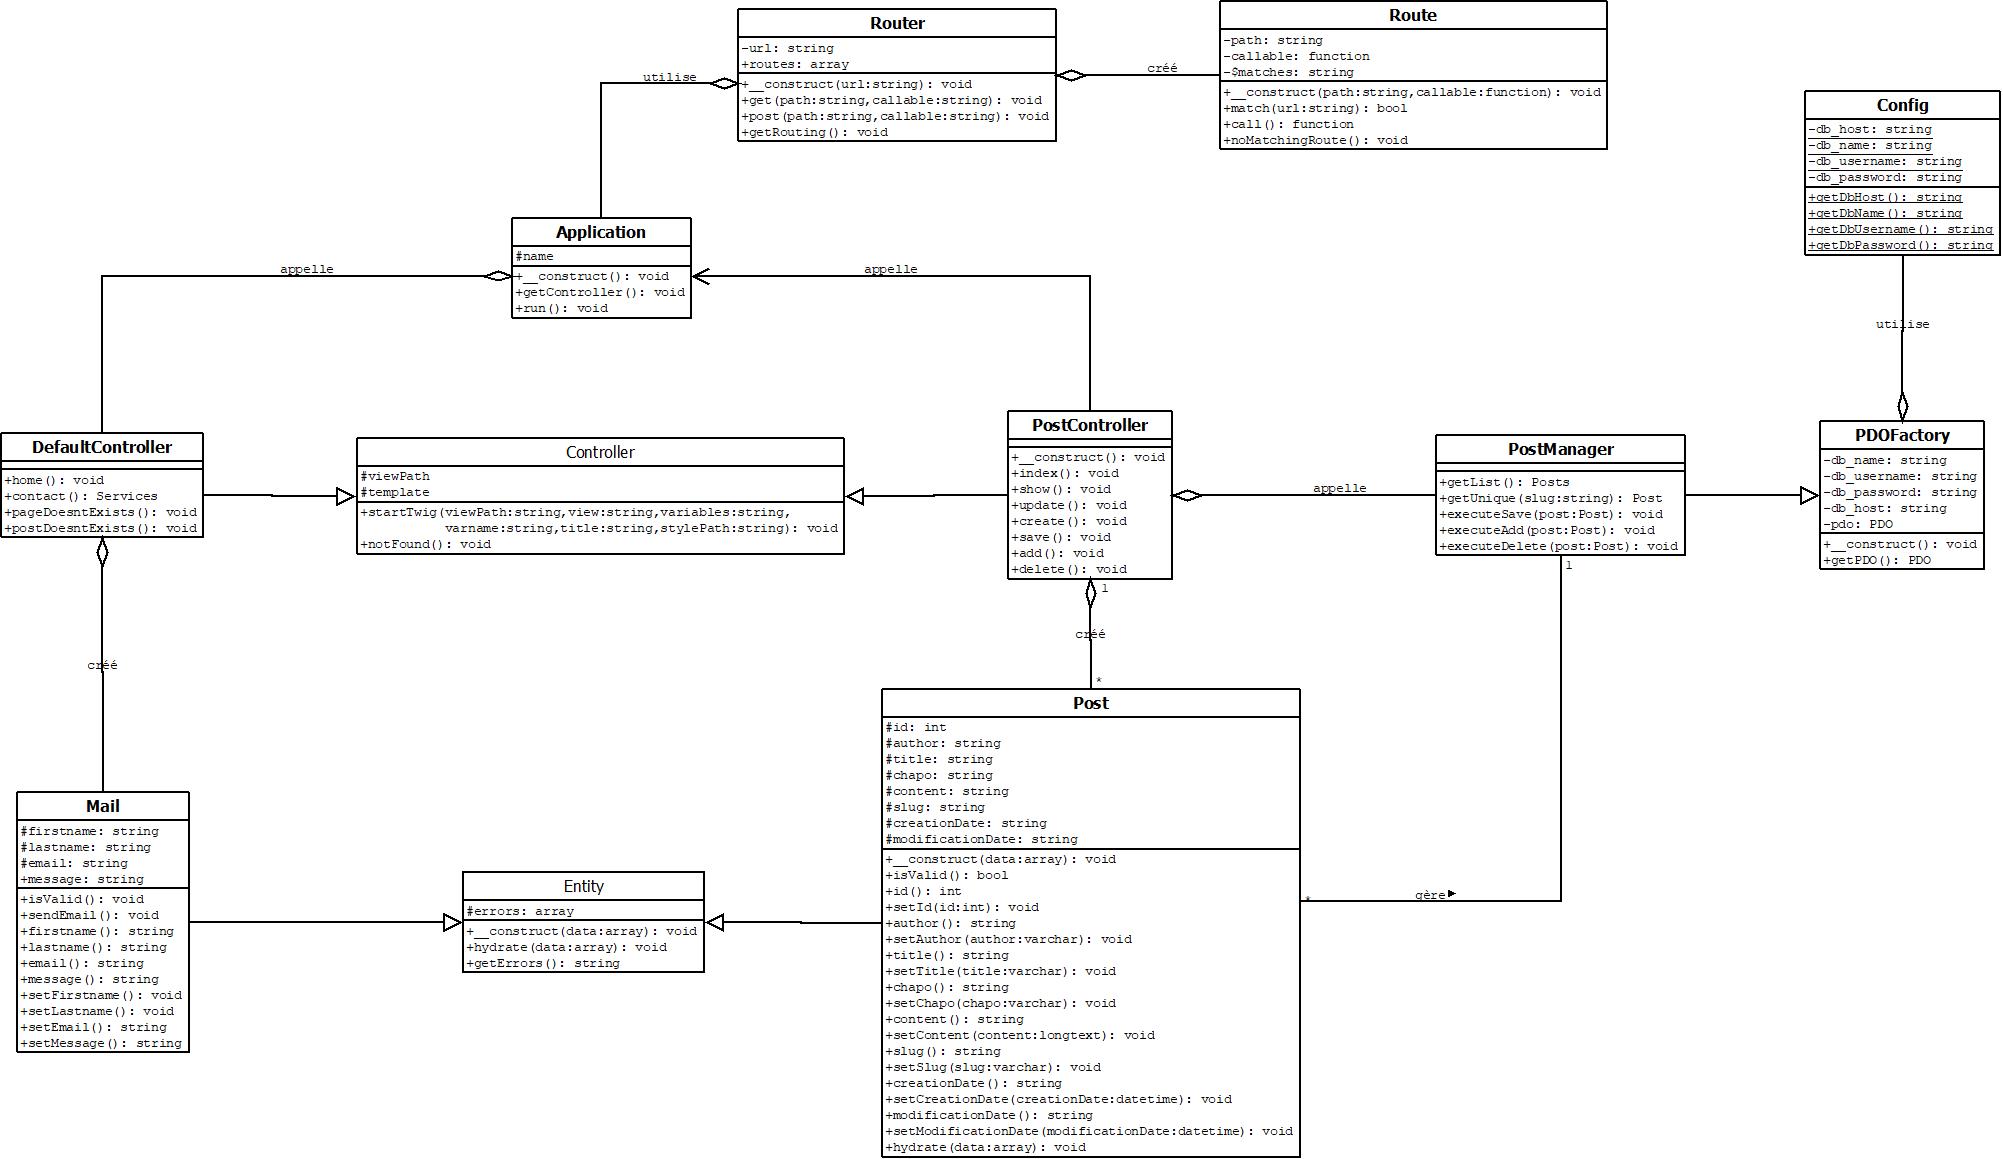 Router
-url: string
+routes: array
+__construct(url:string): void
+get(path:string,callable:string): void
+post(path:string,callable:string): void
+getRouting(): void
créé
Route
-path: string
-callable: function
-$matches: string
+__construct(path:string,callable:function): void
+match(url:string): bool
+call(): function
+noMatchingRoute(): void
utilise
Config
-db_host: string
-db_name: string
-db_username: string
-db_password: string
+getDbHost(): string
+getDbName(): string
+getDbUsername(): string
+getDbPassword(): string
utilise
Application
#name
+__construct(): void
+getController(): void
+run(): void
appelle
appelle
DefaultController
+home(): void
+contact(): Services
+pageDoesntExists(): void
+postDoesntExists(): void
Controller
#viewPath
#template
+startTwig(viewPath:string,view:string,variables:string,
varname:string,title:string,stylePath:string): void
+notFound(): void
PostController
+__construct(): void
+index(): void
+show(): void
+update(): void
+create(): void
+save(): void
+add(): void
+delete(): void
appelle
PostManager
+getList(): Posts
+getUnique(slug:string): Post
+executeSave(post:Post): void
+executeAdd(post:Post): void
+executeDelete(post:Post): void
PDOFactory
-db_name: string
-db_username: string
-db_password: string
-db_host: string
-pdo: PDO
+__construct(): void
+getPDO(): PDO
1
1
créé
*
créé
Mail
#firstname: string
#lastname: string
#email: string
+message: string
+isValid(): void
+sendEmail(): void
+firstname(): string
+lastname(): string
+email(): string
+message(): string
+setFirstname(): void
+setLastname(): void
+setEmail(): string
+setMessage(): string
Entity
#errors: array
+__construct(data:array): void
+hydrate(data:array): void
+getErrors(): string
Post
#id: int
#author: string
#title: string
#chapo: string
#content: string
#slug: string
#creationDate: string
#modificationDate: string
+__construct(data:array): void
+isValid(): bool
+id(): int
+setId(id:int): void
+author(): string
+setAuthor(author:varchar): void
+title(): string
+setTitle(title:varchar): void
+chapo(): string
+setChapo(chapo:varchar): void
+content(): string
+setContent(content:longtext): void
+slug(): string
+setSlug(slug:varchar): void
+creationDate(): string
+setCreationDate(creationDate:datetime): void
+modificationDate(): string
+setModificationDate(modificationDate:datetime): void
+hydrate(data:array): void
*
gère